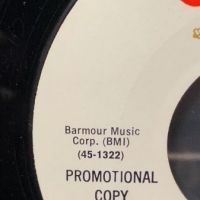 Barmour Music
Corp. (BMI)
(45-1322)
PROMOTIONAL
COPY